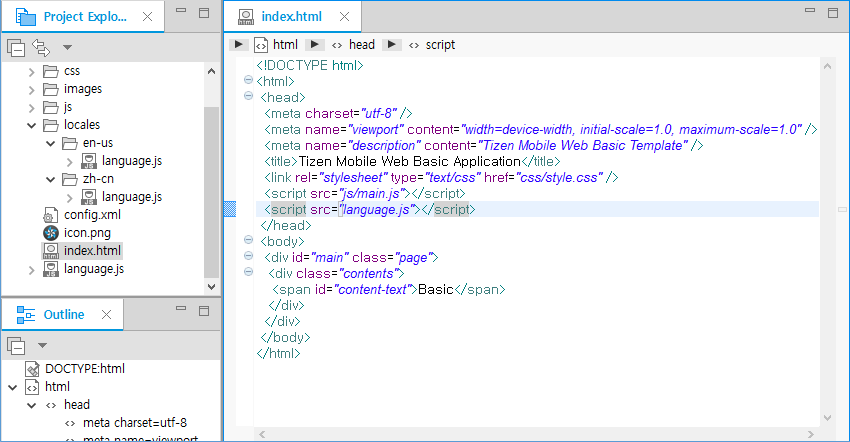 Project Explo...
css
images
js
locales
en-us
language.js
zh-cn
language.js
config.xml
icon.png
index.html
language.js
Outline
DOCTYPE:html
html
head
meta charset=utf-8
meta name=viewport
index.html
html head script
<!DOCTYPE html>
<html>
<head>
<meta charset="utf-8" />
<meta name="viewport" content="width=device-width, initial-scale=1.0, maximum-scale=1.0" />
<meta name="description" content="Tizen Mobile Web Basic Template" />
<title>Tizen Mobile Web Basic Application</title>
<link rel="stylesheet" type="text/css" href="css/style.css" />
<script src="js/main.js"></script>
<script src="language.js"></script>
</head>
<body>
<div id="main" class="page">
<div class="contents">
<span id="content-text">Basic</span>
</div>
</div>
</body>
</html>